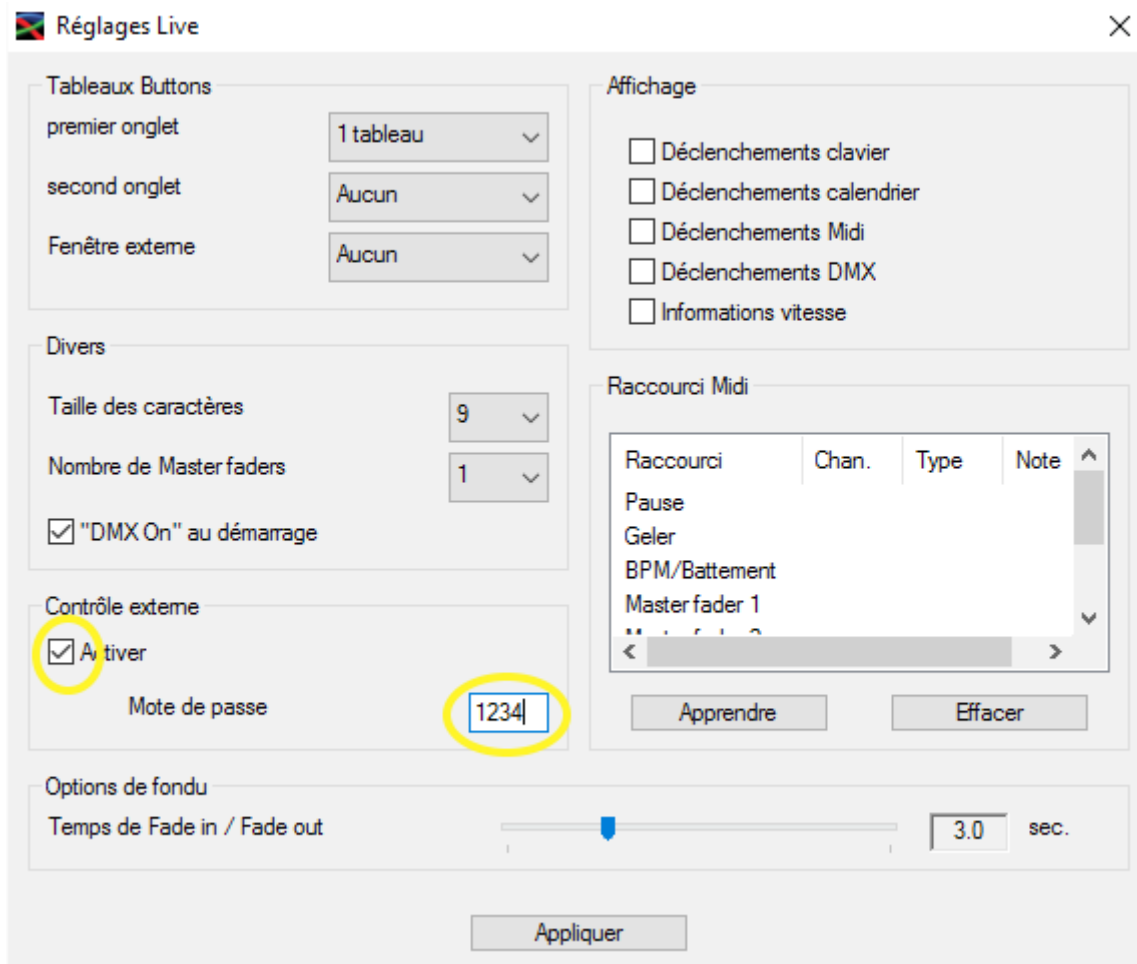 Réglages Live
Tableaux Buttons
premier onglet
1 tableau
second onglet
Aucun
Fenêtre externe
Aucun
Divers
Taille des caractères
9
Nombre de Master faders
1
"DMX On" au démarrage
Contrôle externe
Activer
Mote de passe
1234
Affichage
Déclenchements clavier
Déclenchements calendrier
Déclenchements Midi
Déclenchements DMX
Informations vitesse
Raccourci Midi
Raccourci Chan. Type Note
Pause
Geler
BPM/Battement
Master fader 1
Apprendre Effacer
Options de fondu
Temps de Fade in / Fade out 3.0 sec.
Appliquer